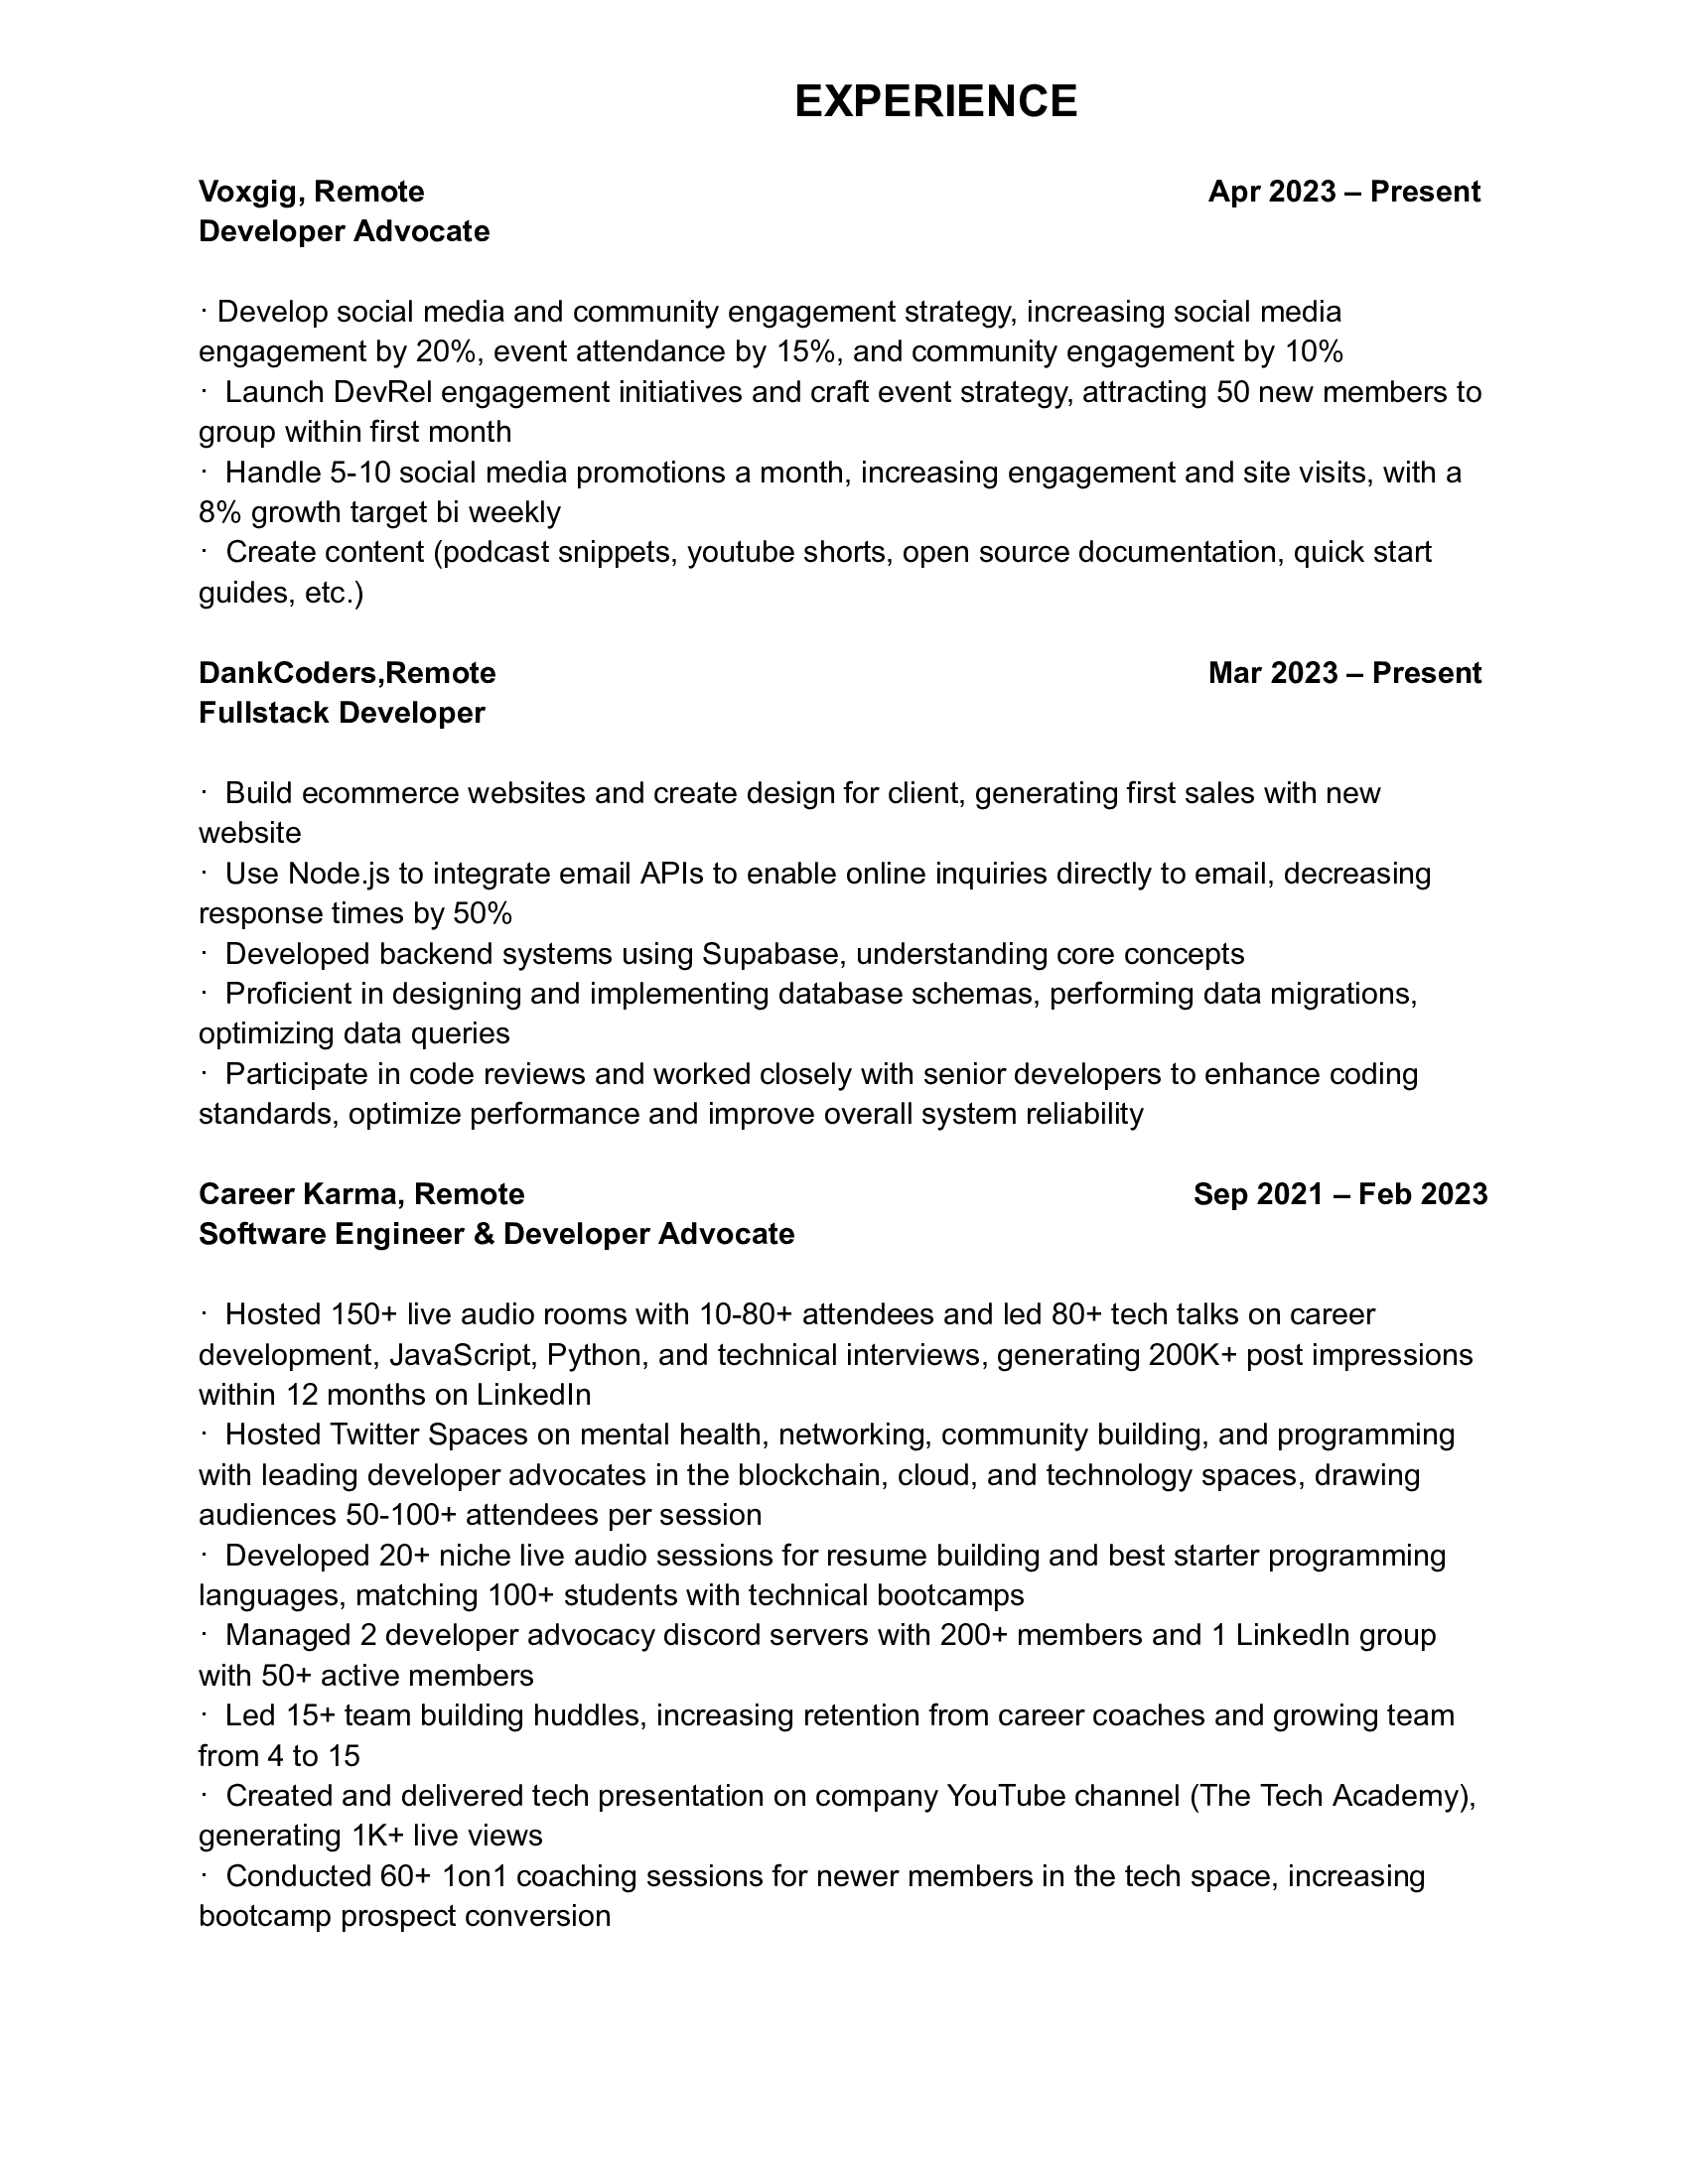 EXPERIENCE
Voxgig, Remote Apr 2023 – Present
Developer Advocate
· Develop social media and community engagement strategy, increasing social media
engagement by 20%, event attendance by 15%, and community engagement by 10%
· Launch DevRel engagement initiatives and craft event strategy, attracting 50 new members to
group within first month
· Handle 5-10 social media promotions a month, increasing engagement and site visits, with a
8% growth target bi weekly
· Create content (podcast snippets, youtube shorts, open source documentation, quick start
guides, etc.)
DankCoders,Remote Mar 2023 – Present
Fullstack Developer
· Build ecommerce websites and create design for client, generating first sales with new
website
· Use Node.js to integrate email APIs to enable online inquiries directly to email, decreasing
response times by 50%
· Developed backend systems using Supabase, understanding core concepts
· Proficient in designing and implementing database schemas, performing data migrations,
optimizing data queries
· Participate in code reviews and worked closely with senior developers to enhance coding
standards, optimize performance and improve overall system reliability
Career Karma, Remote Sep 2021 – Feb 2023
Software Engineer & Developer Advocate
· Hosted 150+ live audio rooms with 10-80+ attendees and led 80+ tech talks on career
development, JavaScript, Python, and technical interviews, generating 200K+ post impressions
within 12 months on LinkedIn
· Hosted Twitter Spaces on mental health, networking, community building, and programming
with leading developer advocates in the blockchain, cloud, and technology spaces, drawing
audiences 50-100+ attendees per session
· Developed 20+ niche live audio sessions for resume building and best starter programming
languages, matching 100+ students with technical bootcamps
· Managed 2 developer advocacy discord servers with 200+ members and 1 LinkedIn group
with 50+ active members
· Led 15+ team building huddles, increasing retention from career coaches and growing team
from 4 to 15
· Created and delivered tech presentation on company YouTube channel (The Tech Academy),
generating 1K+ live views
· Conducted 60+ 1on1 coaching sessions for newer members in the tech space, increasing
bootcamp prospect conversion